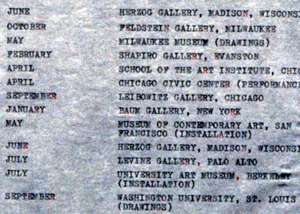 JUNE HERZOG GALLERY, MADISON, WISCONSI
OCTOBER FELDSTEIN GALLERY, MILWAUKEE
MAY MILWAUKEE MUSEUM (DRAWINGS)
FEBRUARY SHAPIRO GALLERY, EVANSTON
APRIL SCHOOL OF THE ART INSTITUTE, CHI
APRIL CHICAGO CIVIC CENTER (PERFORMANC
SEPTEMBER LEIBOWITZ GALLERY, CHICAGO
JANUARY BAUM GALLERY, NEW YORK
MAY MUSEUM OF CONTEMPORARY ART, SAN
FRANCISCO (INSTALLATION)
JUNE HERZOG GALLERY, MADISON, WISCONS
JULY LEVINE GALLERY, PALO ALTO
JULY UNIVERSITY ART MUSEUM, BERKELEY
(INSTALLATION)
SEPTEMBER WASHINGTON UNIVERSITY, ST. LOUIS
(DRAWINGS)